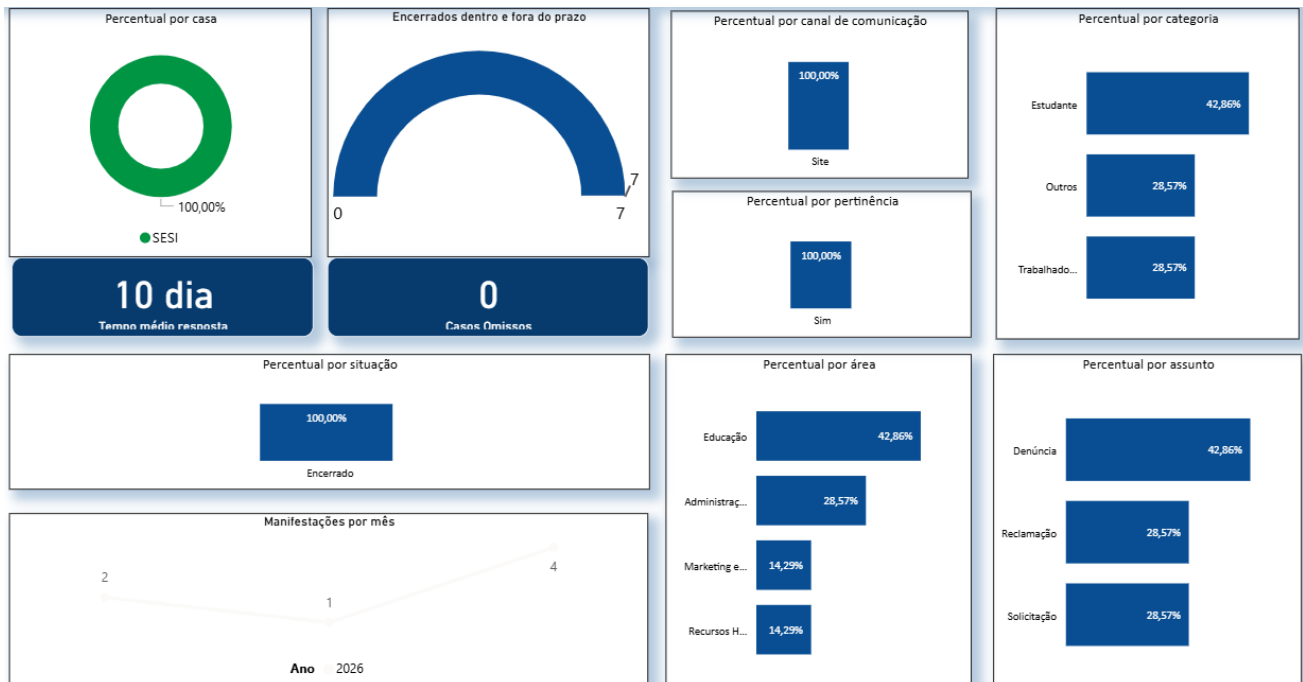 Percentual por casa
100,00%
SESI
Encerrados dentro e fora do prazo
0
7
7
Percentual por canal de comunicação
100,00%
Site
Percentual por categoria
Estudante
42,86%
Outros
28,57%
Trabalhado...
28,57%
10 dia
Tempo médio resposta
0
Casos Omissos
Percentual por pertinência
100,00%
Sim
Percentual por situação
100,00%
Encerrado
Percentual por área
Educação
42,86%
Administraç...
28,57%
Marketing e...
14,29%
Recursos H...
14,29%
Percentual por assunto
Denúncia
42,86%
Reclamação
28,57%
Solicitação
28,57%
Manifestações por mês
2
1
4
Ano 2026